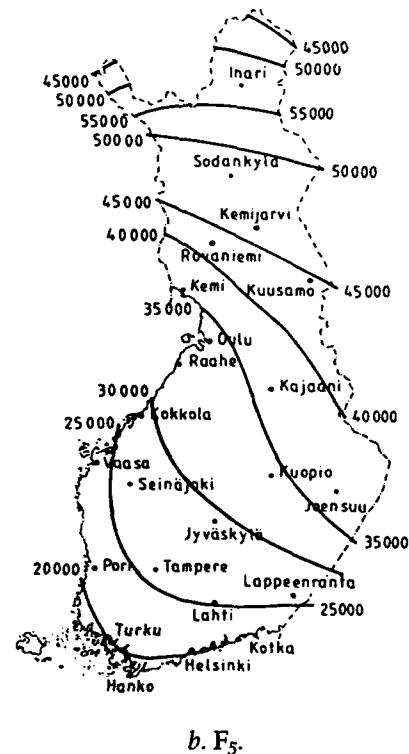 45000
50000
Inari
45000
50000
55000
55000
50000
Sodankylä
50000
45000
Kemijarvi
40000
Rovaniemi
Kemi
Kuusamo
45000
35000
Oulu
Raahe
30000
Kajaani
40000
25000
Kokkola
Vaasa
Kuopio
Seinäjoki
Joensuu
Jyväskylä
35000
20000
Pori
Tampere
Lappeenranta
Lahti
25000
Turku
Kotka
Helsinki
Hanko
b. F₅.